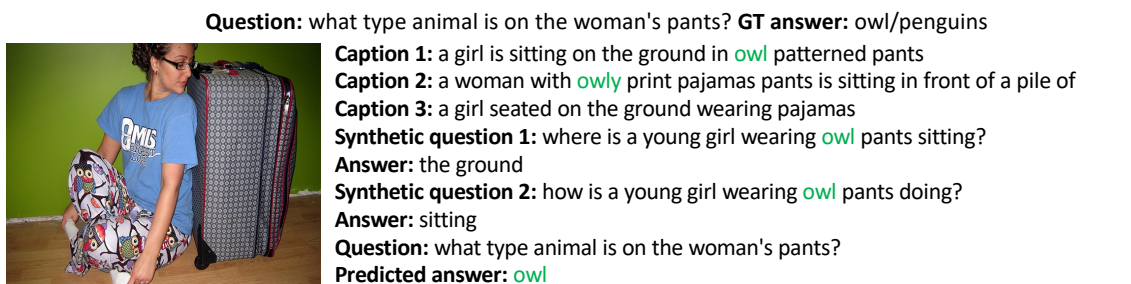 Question: what type animal is on the woman's pants? GT answer: owl/penguins
Caption 1: a girl is sitting on the ground in owl patterned pants
Caption 2: a woman with owly print pajamas pants is sitting in front of a pile of
Caption 3: a girl seated on the ground wearing pajamas
Synthetic question 1: where is a young girl wearing owl pants sitting?
Answer: the ground
Synthetic question 2: how is a young girl wearing owl pants doing?
Answer: sitting
Question: what type animal is on the woman's pants?
Predicted answer: owl